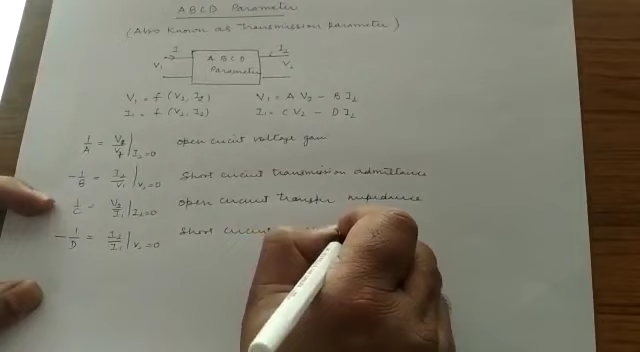 ABCD Parameter
(Also Known as Transmission parameter)
I₁ I₂
V₁ ABCD V₂
Parameter
V₁ = f (V₂, I₂) V₁ = A V₂ - B I₂
I₁ = f (V₂, I₂) I₁ = C V₂ - D I₂
1/A = V₂/V₁ | I₂=0 open circuit voltage gain
-1/B = I₂/V₁ | V₂=0 Short circuit transmission admittance
1/C = V₂/I₁ | I₂=0 open circuit transfer impedance
-1/D = I₂/I₁ | V₂=0 Short circuit